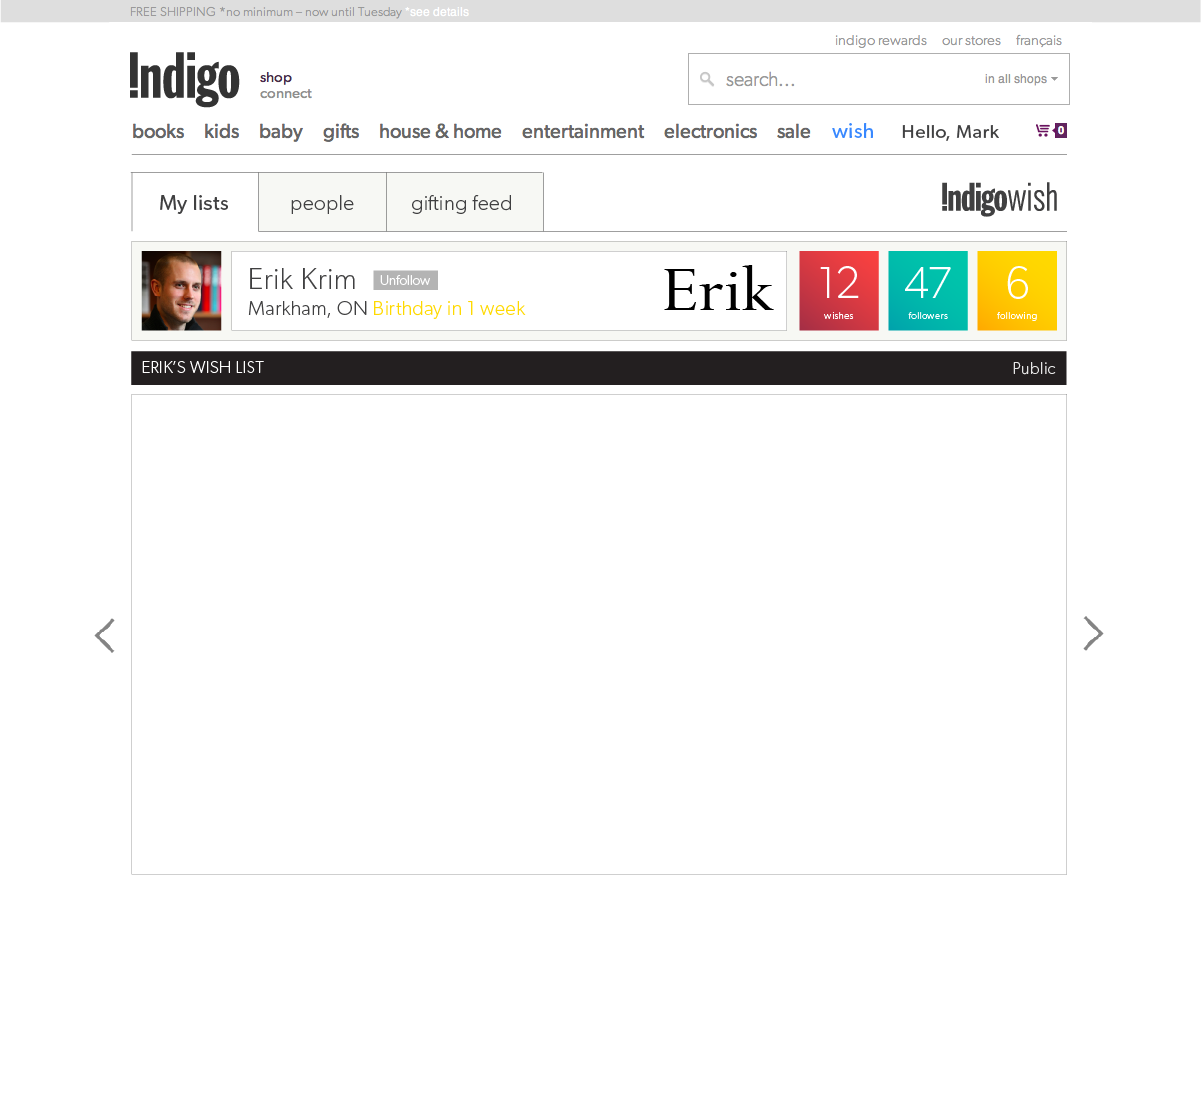 FREE SHIPPING *no minimum – now until Tuesday *see details
indigo rewards our stores français
!ndigo
shop
connect
search...
in all shops
books kids baby gifts house & home entertainment electronics sale wish Hello, Mark 0
My lists people gifting feed
!ndigowish
Erik Krim Unfollow
Markham, ON Birthday in 1 week
Erik
12
wishes
47
followers
6
following
ERIK'S WISH LIST
Public